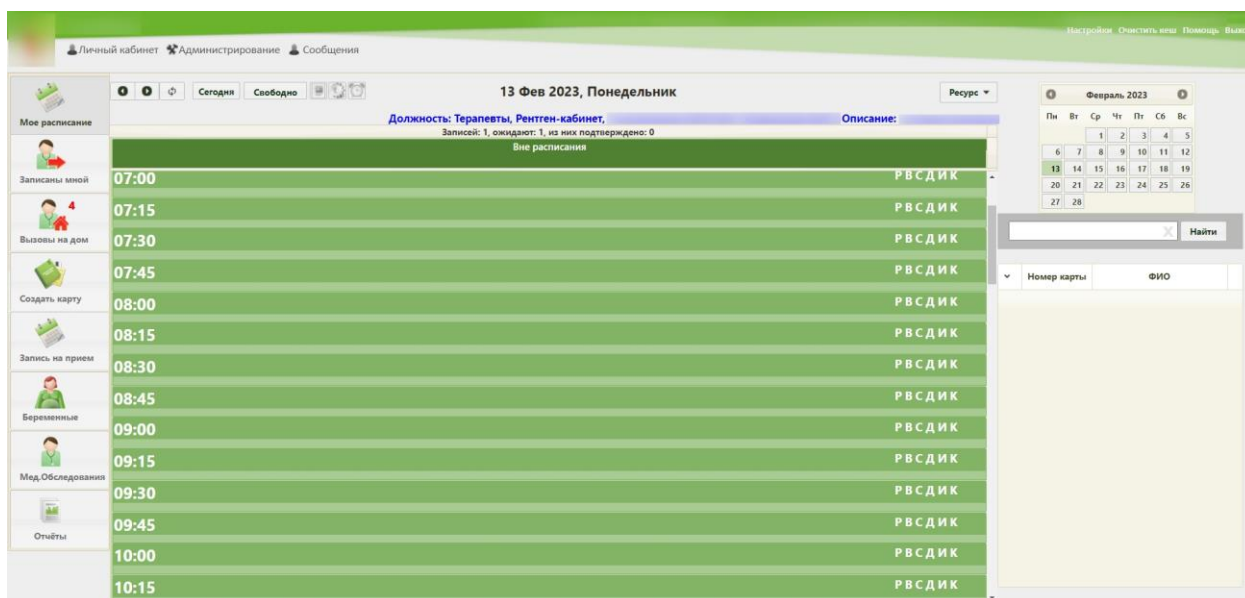 Настройки Очистить кеш Помощь
Личный кабинет Администрирование Сообщения
Мое расписание
Записаны мной
4
Вызовы на дом
Создать карту
Запись на прием
Беременные
Мед.Обследования
Отчёты
Сегодня Свободно 13 Фев 2023, Понедельник Ресурс
Должность: Терапевты, Рентген-кабинет, Описание:
Записей: 1, ожидают: 1, из них подтверждено: 0
Вне расписания
07:00 Р В С Д И К
07:15 Р В С Д И К
07:30 Р В С Д И К
07:45 Р В С Д И К
08:00 Р В С Д И К
08:15 Р В С Д И К
08:30 Р В С Д И К
08:45 Р В С Д И К
09:00 Р В С Д И К
09:15 Р В С Д И К
09:30 Р В С Д И К
09:45 Р В С Д И К
10:00 Р В С Д И К
10:15 Р В С Д И К
Февраль 2023
Пн Вт Ср Чт Пт Сб Вс
1 2 3 4 5
6 7 8 9 10 11 12
13 14 15 16 17 18 19
20 21 22 23 24 25 26
27 28
X Найти
Номер карты ФИО